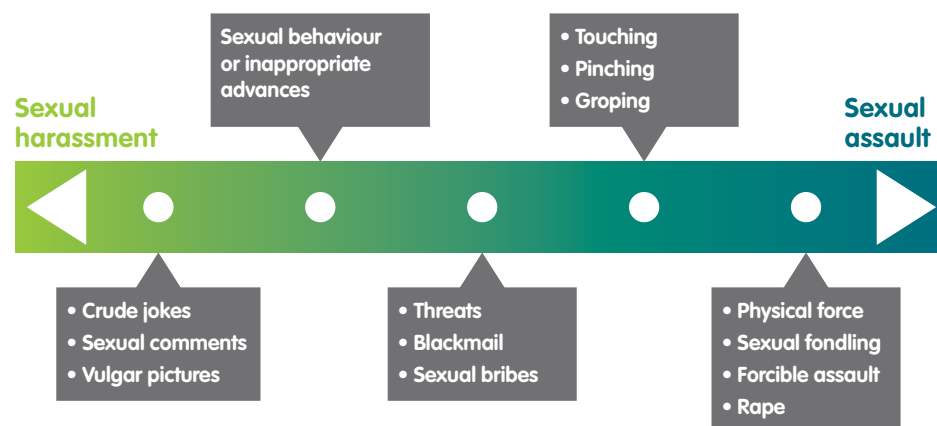 Sexual behaviour
or inappropriate
advances
• Touching
• Pinching
• Groping
Sexual
harassment
Sexual
assault
• Crude jokes
• Sexual comments
• Vulgar pictures
• Threats
• Blackmail
• Sexual bribes
• Physical force
• Sexual fondling
• Forcible assault
• Rape